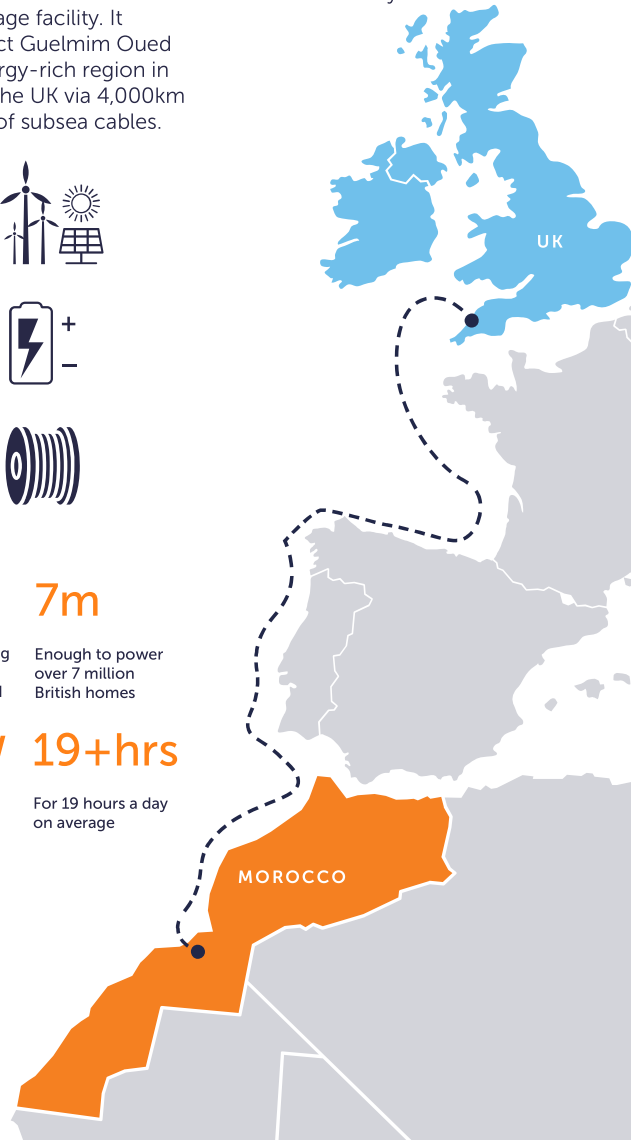 age facility. It
ct Guelmim Oued
rgy-rich region in
he UK via 4,000km
of subsea cables.
UK
+
–
7m
g
Enough to power
over 7 million
British homes
19+hrs
For 19 hours a day
on average
MOROCCO